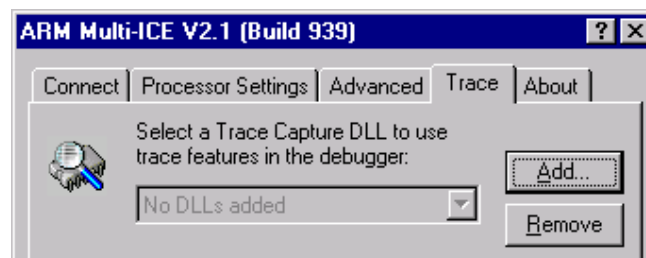 ARM Multi-ICE V2.1 (Build 939)
Connect Processor Settings Advanced Trace About
Select a Trace Capture DLL to use
trace features in the debugger:
Add...
No DLLs added
Remove